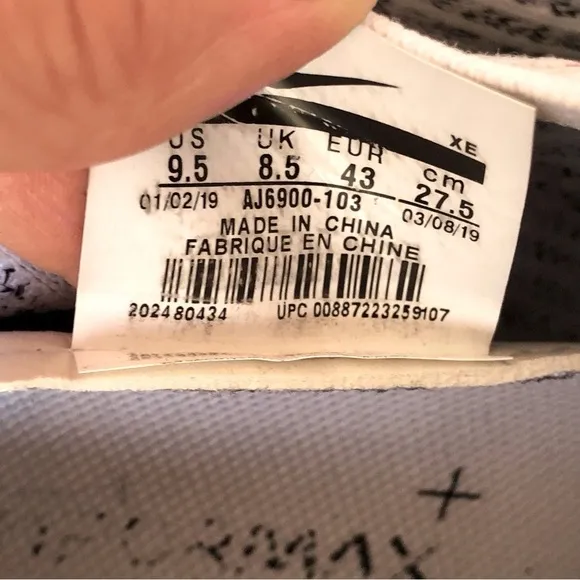 XE
US UK EUR cm
9.5 8.5 43 27.5
01/02/19 AJ6900-103 03/08/19
MADE IN CHINA
FABRIQUE EN CHINE
202480434 UPC 00887223259107